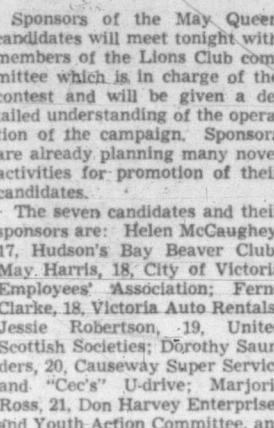 Sponsors of the May Queen
candidates will meet tonight with
members of the Lions Club com
mittee which is in charge of the
contest and will be given a de
tailed understanding of the opera
tion of the campaign. Sponsors
are already planning many nove
activities for promotion of thei
candidates.
The seven candidates and thei
sponsors are: Helen McCaughey
17, Hudson's Bay Beaver Club
May Harris, 18, City of Victori
Employees' Association; Fern
Clarke, 18, Victoria Auto Rentals
Jessie Robertson, 19, Unite
Scottish Societies; Dorothy Saun
ders, 20, Causeway Super Servic
and "Cec's" U-drive; Marjori
Ross, 21, Don Harvey Enterprise
and Youth Action Committee, an